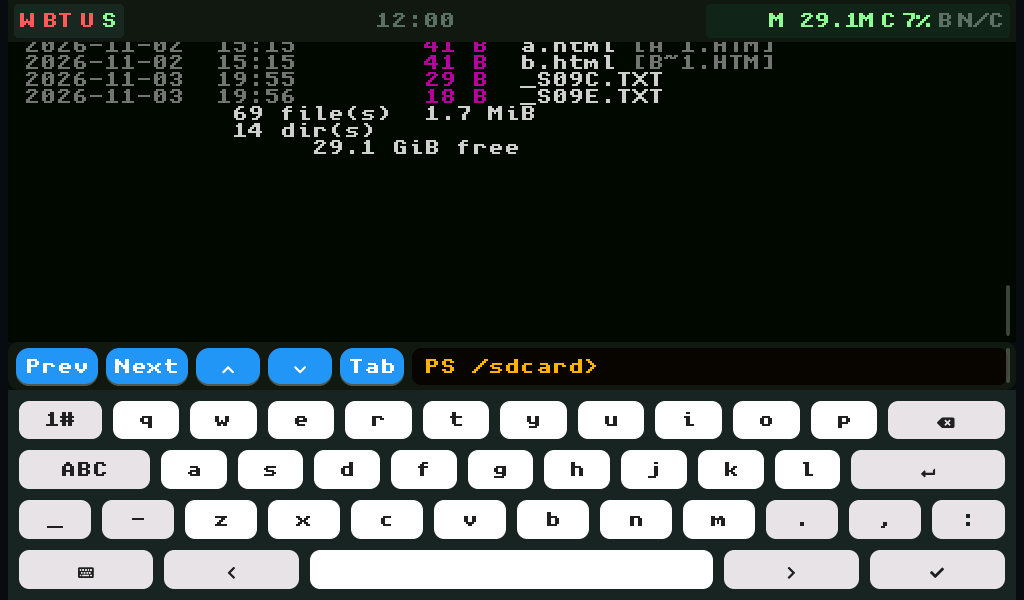 W BT U S 12:00 M 29.1M C 7% B N/C
2026-11-02 15:15 41 B a.html [A~1.HTM]
2026-11-02 15:15 41 B b.html [B~1.HTM]
2026-11-03 19:55 29 B _S09C.TXT
2026-11-03 19:56 18 B _S09E.TXT
69 file(s) 1.7 MiB
14 dir(s)
29.1 GiB free
Prev Next Tab PS /sdcard>
1# q w e r t y u i o p
ABC a s d f g h j k l
_ - z x c v b n m . , :